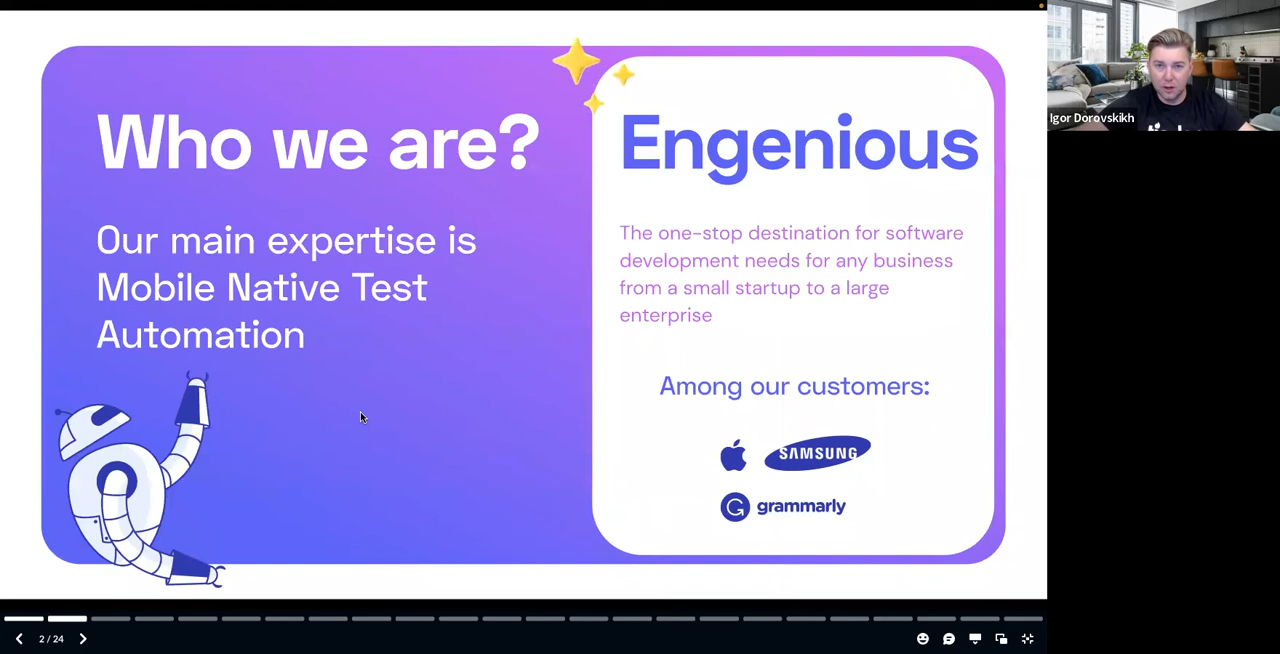 Who we are?
Our main expertise is
Mobile Native Test
Automation
Engenious
The one-stop destination for software
development needs for any business
from a small startup to a large
enterprise
Among our customers:
SAMSUNG
grammarly
Igor Dorovskikh
2 / 24